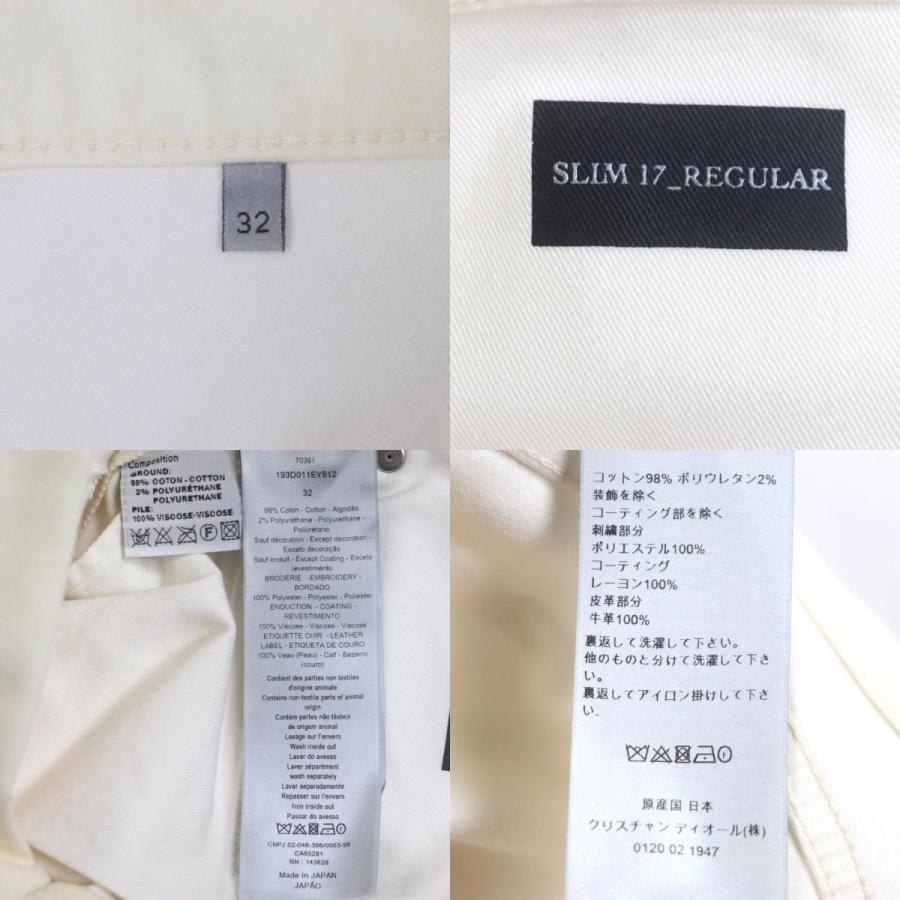 32
SLIM 17_REGULAR
Composition
GROUND:
98% COTON-COTTON
2% POLYURÉTHANE
POLYURETHANE
PILE:
100% VISCOSE-VISCOSE
F
70381
193D011EY512
32
98% Coton - Cotton - Algodão
2% Polyuréthane - Polyurethane -
Poliuretano
Sauf décoration - Except decoration -
Exceto decoração
Sauf enduit - Except Coating - Exceto
revestimento
BRODERIE - EMBROIDERY -
BORDADO
100% Polyester - Polyester - Poliéster
ENDUCTION - COATING -
REVESTIMENTO
100% Viscose - Viscose - Viscose
ETIQUETTE CUIR - LEATHER
LABEL - ETIQUETA DE COURO
100% Veau (Peau) - Calf - Bezerro
(couro)
Contient des parties non textiles
d'origine animale
Contains non-textile parts of animal
origin
Contém partes não têxteis
de origem animal
Lavage sur l'envers
Wash inside out
Lavar do avesso
Laver séparément
wash separately
Lavar separadamente
Repasser sur l'envers
Iron inside out
Passar do avesso
CNPJ 02-046-386/0003-99
CA65281
RN : 143628
Made in JAPAN
JAPÃO
コットン98% ポリウレタン2%
装飾を除く
コーティング部を除く
刺繍部分
ポリエステル100%
コーティング
レーヨン100%
皮革部分
牛革100%
裏返して洗濯して下さい。
他のものと分けて洗濯して下さ
い。
裏返してアイロン掛けして下さ
い。
原産国 日本
クリスチャン ディオール(株)
0120 02 1947